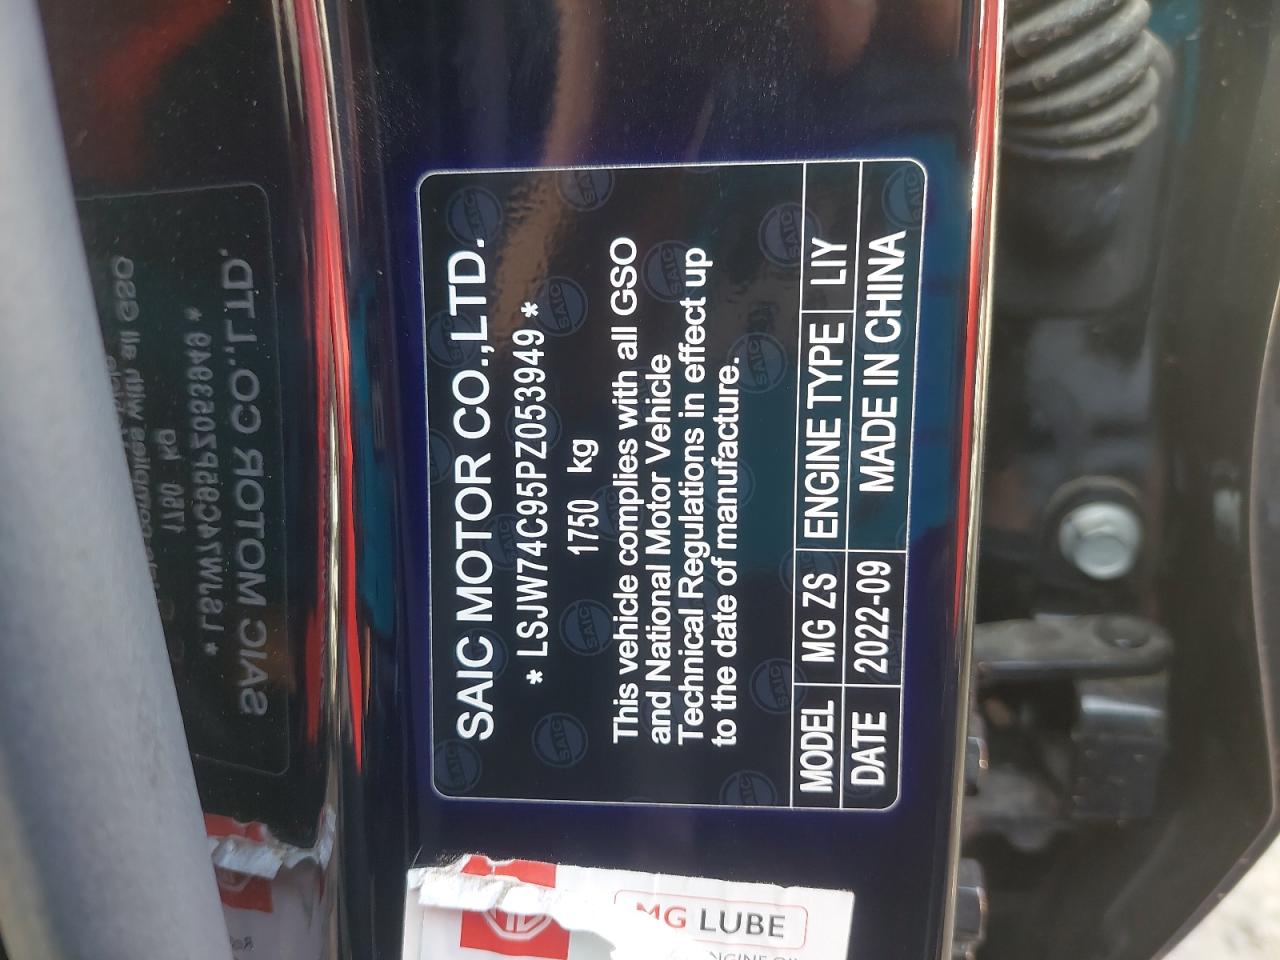 SAIC MOTOR CO.,LTD.
* LSJW74C95PZ053949 *
1750 kg
This vehicle complies with all GSO
and National Motor Vehicle
Technical Regulations in effect up
to the date of manufacture.
MODEL MG ZS ENGINE TYPE LIY
DATE 2022-09 MADE IN CHINA
MG LUBE